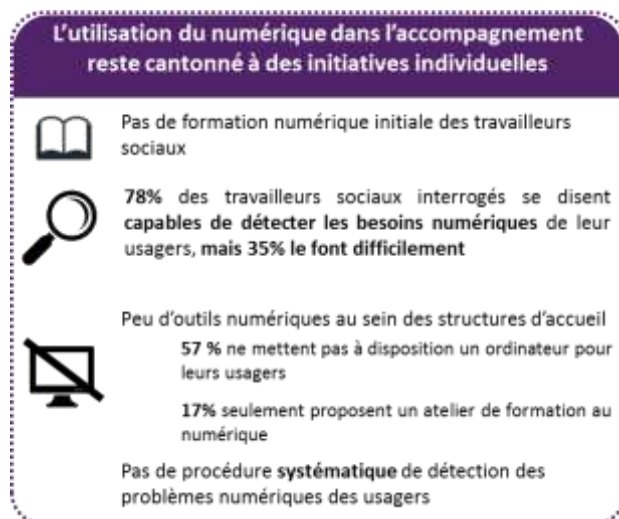 L’utilisation du numérique dans l’accompagnement
reste cantonné à des initiatives individuelles
Pas de formation numérique initiale des travailleurs
sociaux
78% des travailleurs sociaux interrogés se disent
capables de détecter les besoins numériques de leur
usagers, mais 35% le font difficilement
Peu d’outils numériques au sein des structures d’accueil
57 % ne mettent pas à disposition un ordinateur pour
leurs usagers
17% seulement proposent un atelier de formation au
numérique
Pas de procédure systématique de détection des
problèmes numériques des usagers